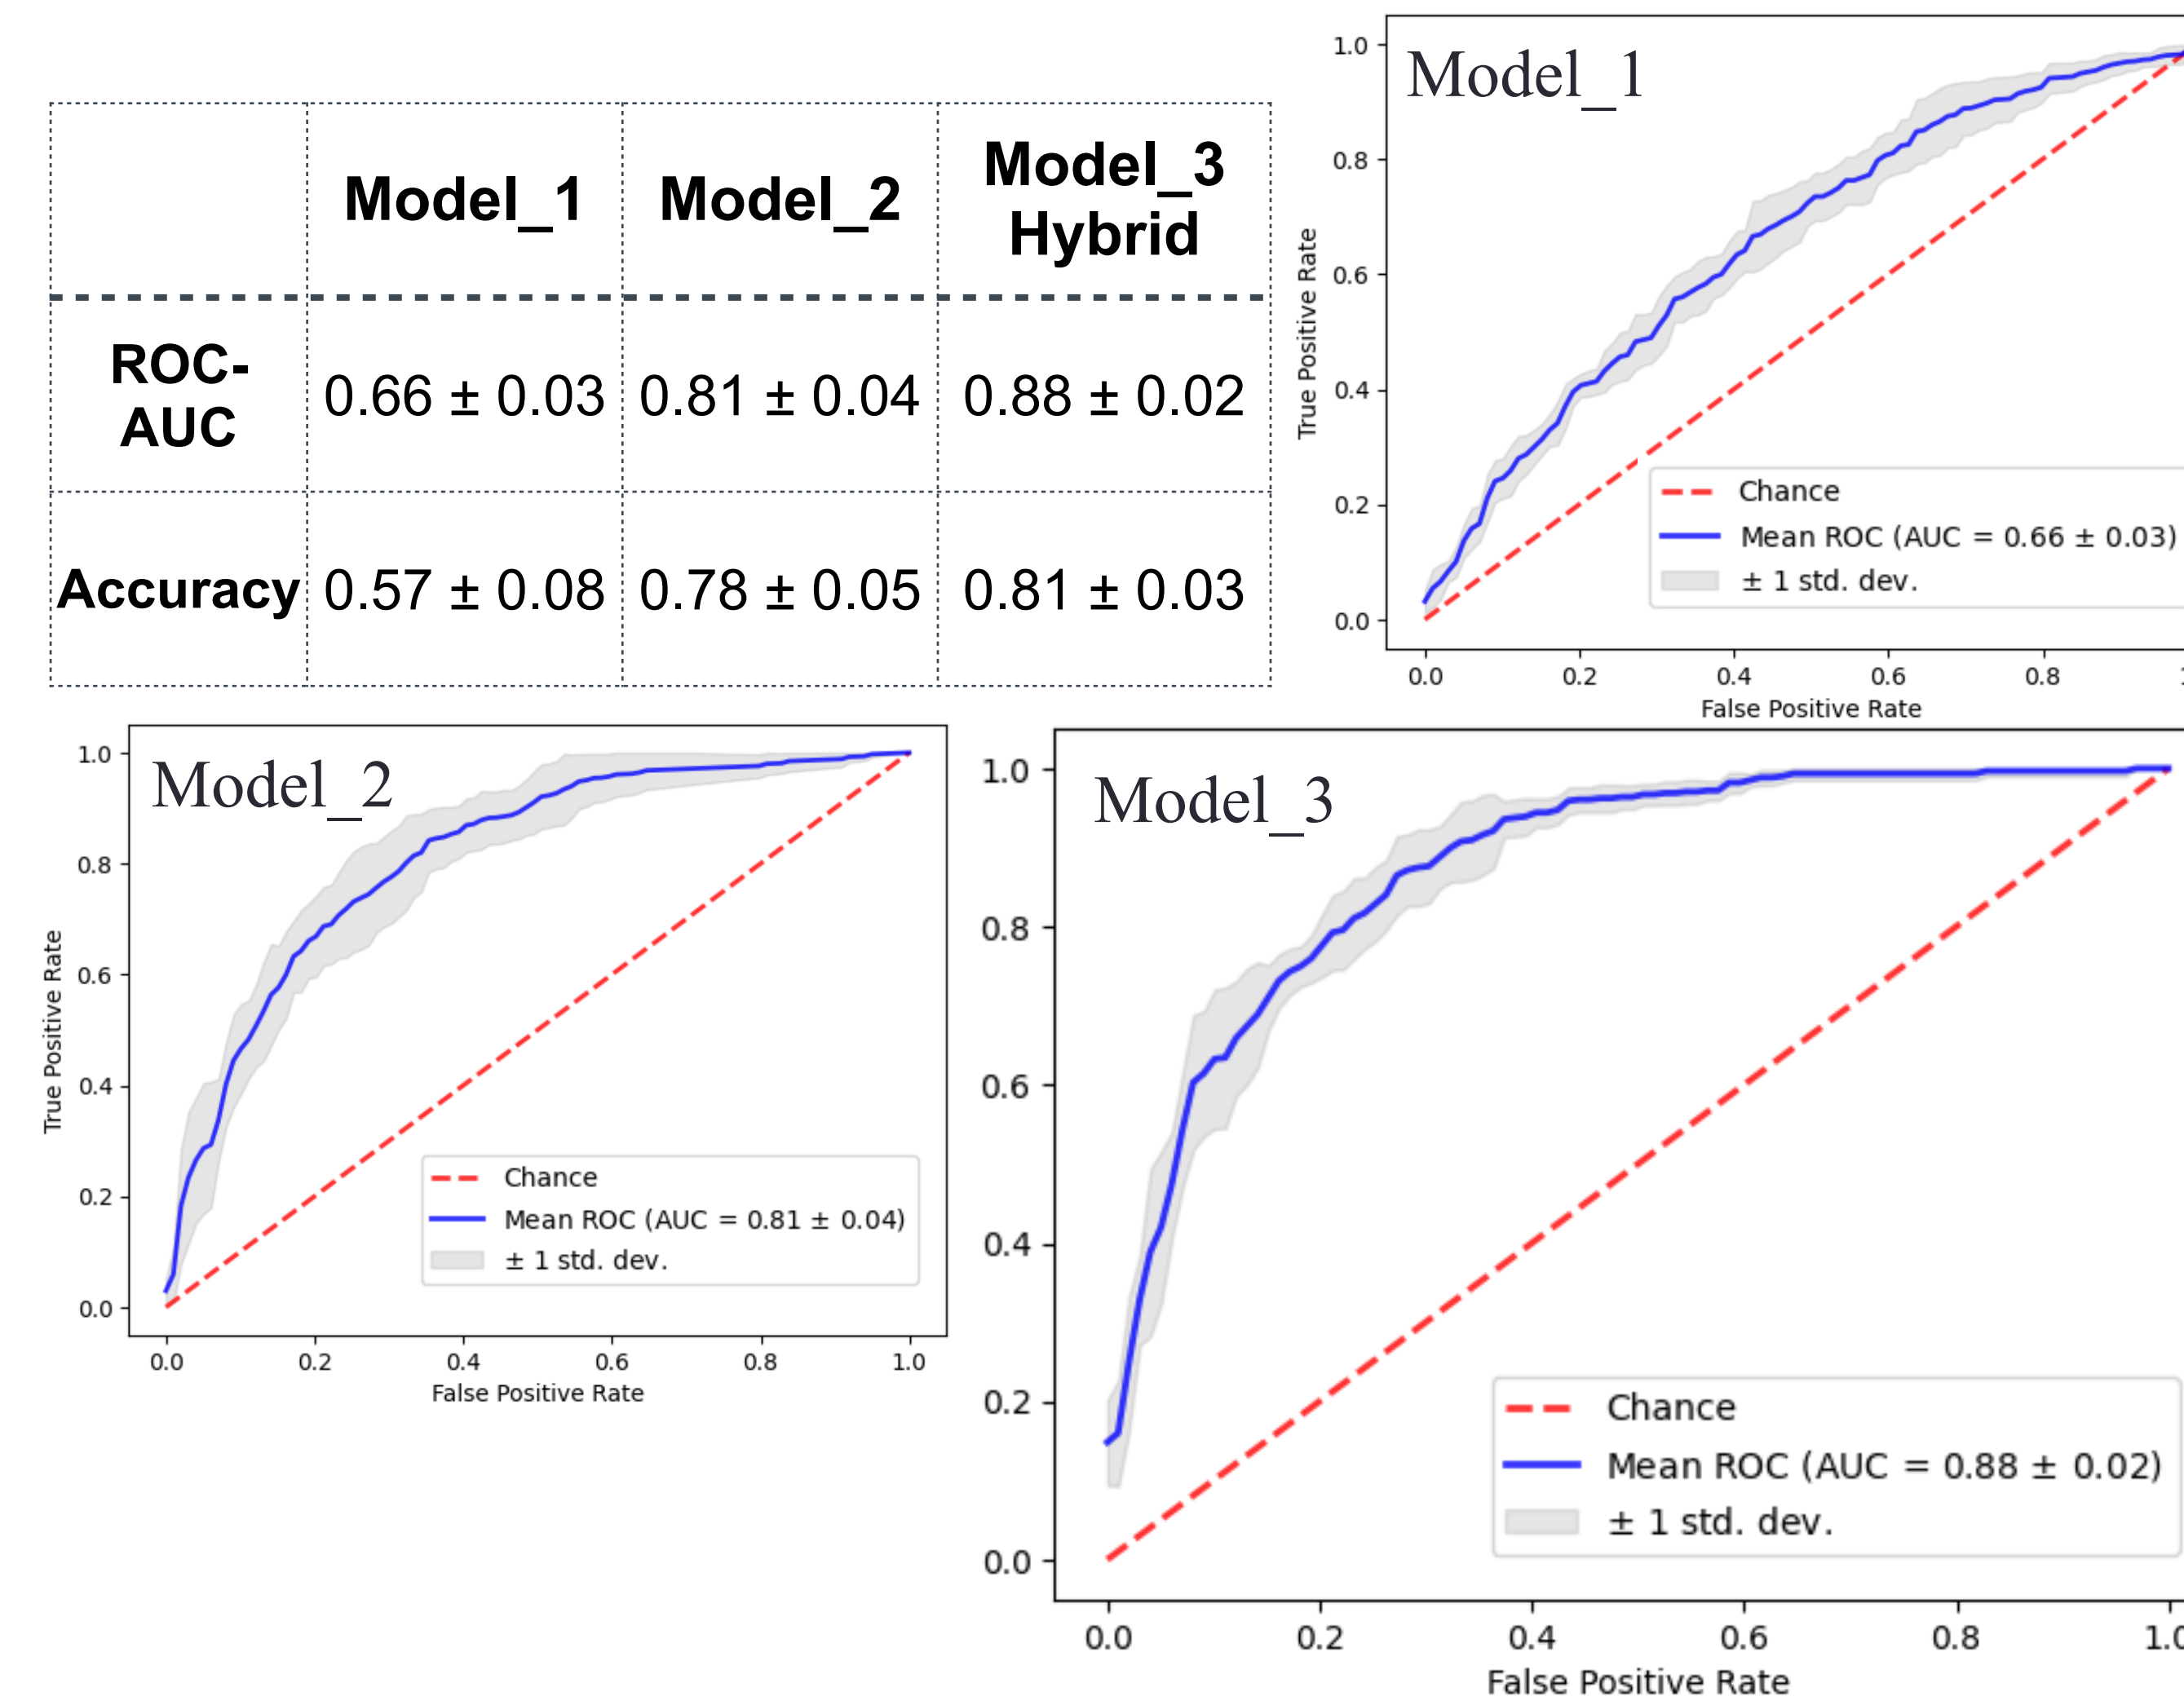 Model_1 Model_2 Model_3
Hybrid
ROC-
AUC
0.66 ± 0.03 0.81 ± 0.04 0.88 ± 0.02
Accuracy 0.57 ± 0.08 0.78 ± 0.05 0.81 ± 0.03
Model_1
1.0
0.8
0.6
0.4
0.2
0.0
True Positive Rate
Chance
Mean ROC (AUC = 0.66 ± 0.03)
± 1 std. dev.
0.0 0.2 0.4 0.6 0.8
False Positive Rate
Model_2
1.0
0.8
0.6
0.4
0.2
0.0
True Positive Rate
Chance
Mean ROC (AUC = 0.81 ± 0.04)
± 1 std. dev.
0.0 0.2 0.4 0.6 0.8 1.0
False Positive Rate
Model_3
1.0
0.8
0.6
0.4
0.2
0.0
Chance
Mean ROC (AUC = 0.88 ± 0.02)
± 1 std. dev.
0.0 0.2 0.4 0.6 0.8 1.0
False Positive Rate